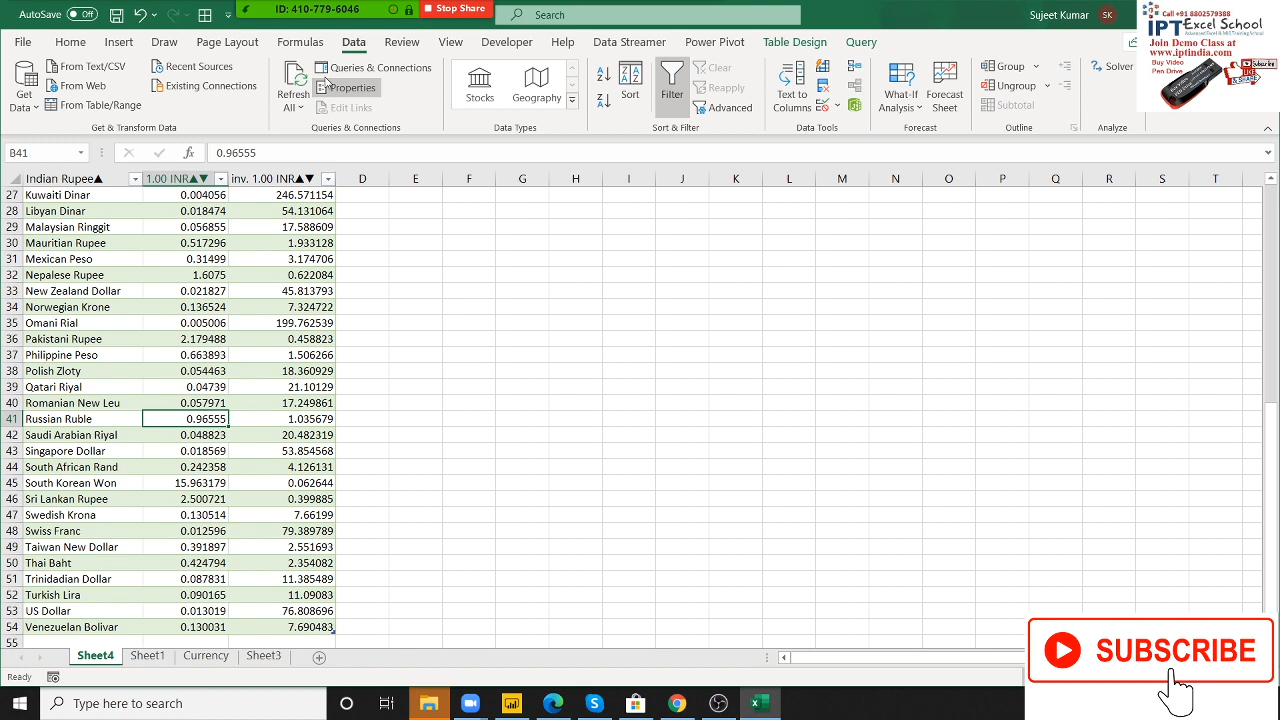 AutoSave Off
ID: 410-779-6046
Stop Share
Search
Sujeet Kumar
SK
Call +91 8802579388
IPT Excel School
Advanced Excel & MIS Training School
Join Demo Class at
www.iptindia.com
Buy Video
Pen Drive
Subscribe
File Home Insert Draw Page Layout Formulas Data Review View Developer Help Data Streamer Power Pivot Table Design Query
From Text/CSV
From Web
From Table/Range
Recent Sources
Existing Connections
Get
Data
Get & Transform Data
Refresh
All
Queries & Connections
Properties
Edit Links
Queries & Connections
Stocks
Geography
Data Types
Sort
Filter
Clear
Reapply
Advanced
Sort & Filter
Text to
Columns
Data Tools
What-If
Analysis
Forecast
Sheet
Forecast
Group
Ungroup
Subtotal
Outline
Solver
Analyze
B41
fx
0.96555
Indian Rupee▲ 1.00 INR▲▼ inv. 1.00 INR▲▼ D E F G H I J K L M N O P Q R S T
27 Kuwaiti Dinar 0.004056 246.571154
28 Libyan Dinar 0.018474 54.131064
29 Malaysian Ringgit 0.056855 17.588609
30 Mauritian Rupee 0.517296 1.933128
31 Mexican Peso 0.31499 3.174706
32 Nepalese Rupee 1.6075 0.622084
33 New Zealand Dollar 0.021827 45.813793
34 Norwegian Krone 0.136524 7.324722
35 Omani Rial 0.005006 199.762539
36 Pakistani Rupee 2.179488 0.458823
37 Philippine Peso 0.663893 1.506266
38 Polish Zloty 0.054463 18.360929
39 Qatari Riyal 0.04739 21.10129
40 Romanian New Leu 0.057971 17.249861
41 Russian Ruble 0.96555 1.035679
42 Saudi Arabian Riyal 0.048823 20.482319
43 Singapore Dollar 0.018569 53.854568
44 South African Rand 0.242358 4.126131
45 South Korean Won 15.963179 0.062644
46 Sri Lankan Rupee 2.500721 0.399885
47 Swedish Krona 0.130514 7.66199
48 Swiss Franc 0.012596 79.389789
49 Taiwan New Dollar 0.391897 2.551693
50 Thai Baht 0.424794 2.354082
51 Trinidadian Dollar 0.087831 11.385489
52 Turkish Lira 0.090165 11.09083
53 US Dollar 0.013019 76.808696
54 Venezuelan Bolivar 0.130031 7.690483
55
Sheet4 Sheet1 Currency Sheet3
Ready
SUBSCRIBE
Type here to search